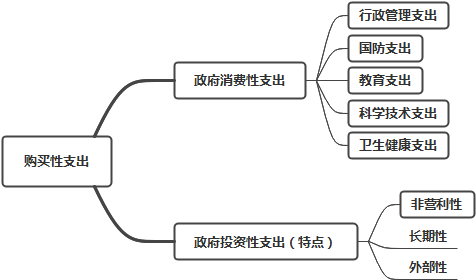 购买性支出
政府消费性支出
行政管理支出
国防支出
教育支出
科学技术支出
卫生健康支出
政府投资性支出（特点）
非营利性
长期性
外部性